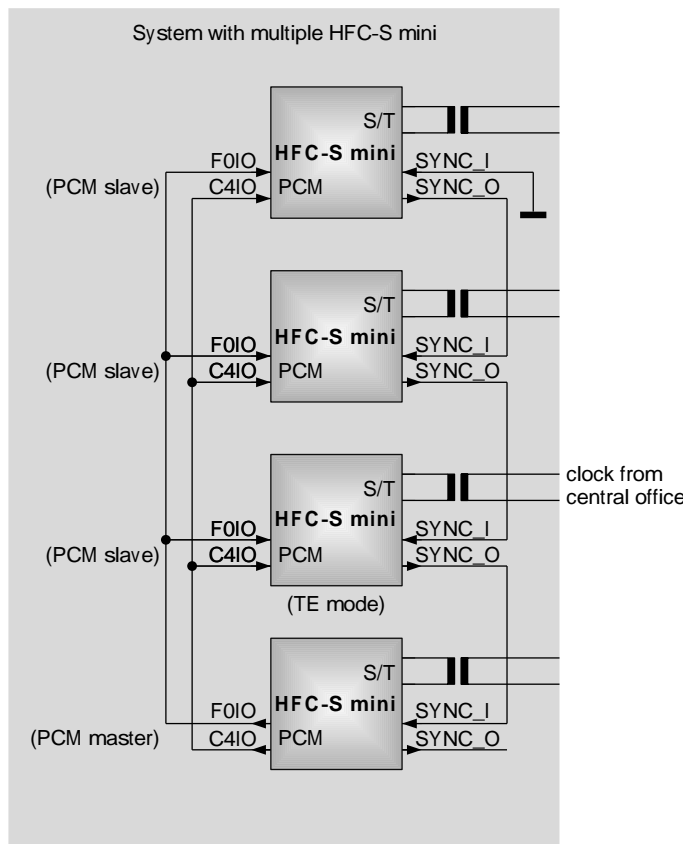 System with multiple HFC-S mini
S/T
HFC-S mini
F0IO
SYNC_I
(PCM slave)
C4IO
PCM
SYNC_O
S/T
HFC-S mini
F0IO
SYNC_I
(PCM slave)
C4IO
PCM
SYNC_O
clock from
central office
S/T
HFC-S mini
F0IO
SYNC_I
(PCM slave)
C4IO
PCM
SYNC_O
(TE mode)
S/T
HFC-S mini
F0IO
SYNC_I
(PCM master)
C4IO
PCM
SYNC_O